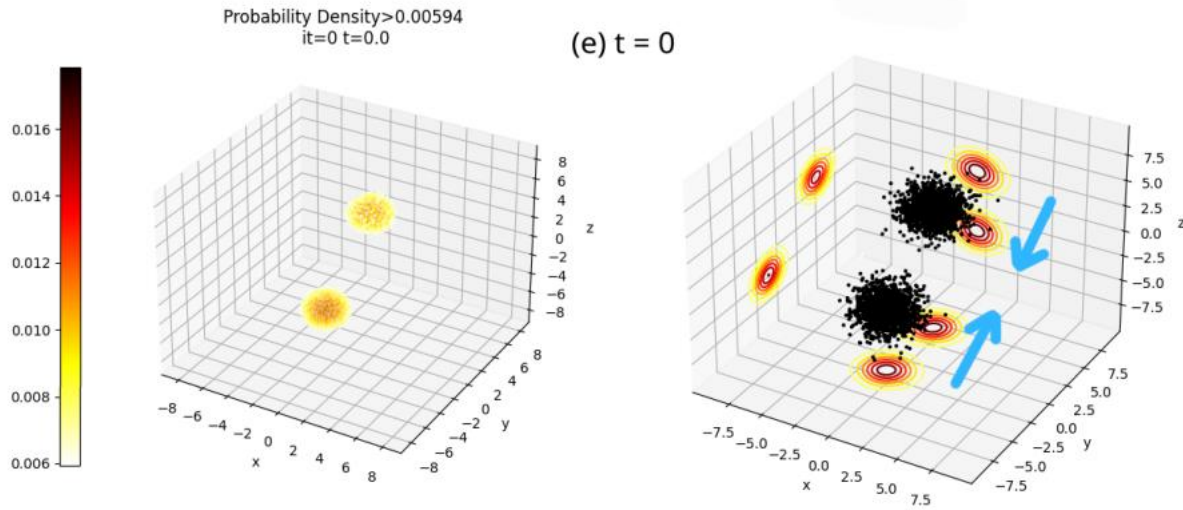 Probability Density>0.00594
it=0 t=0.0
(e) t = 0
0.016
0.014
0.012
0.010
0.008
0.006
8
6
4
2
0
−2
−4
−6
−8
z
−8 −6 −4 −2 0 2 4 6 8
x
−8 −6 −4 −2 0 2 4 6 8
y
7.5
5.0
2.5
0.0
−2.5
−5.0
−7.5
z
−7.5 −5.0 0.0 2.5 5.0 7.5
x
−7.5 −5.0 −2.5 0.0 2.5 5.0 7.5
y